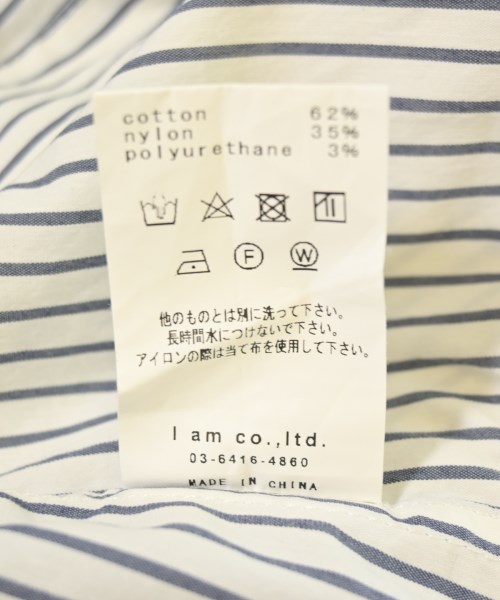 cotton 62%
nylon 35%
polyurethane 3%
F W
他のものとは別に洗って下さい。
長時間水につけないで下さい。
アイロンの際は当て布を使用して下さい。
I am co.,ltd.
03-6416-4860
MADE IN CHINA